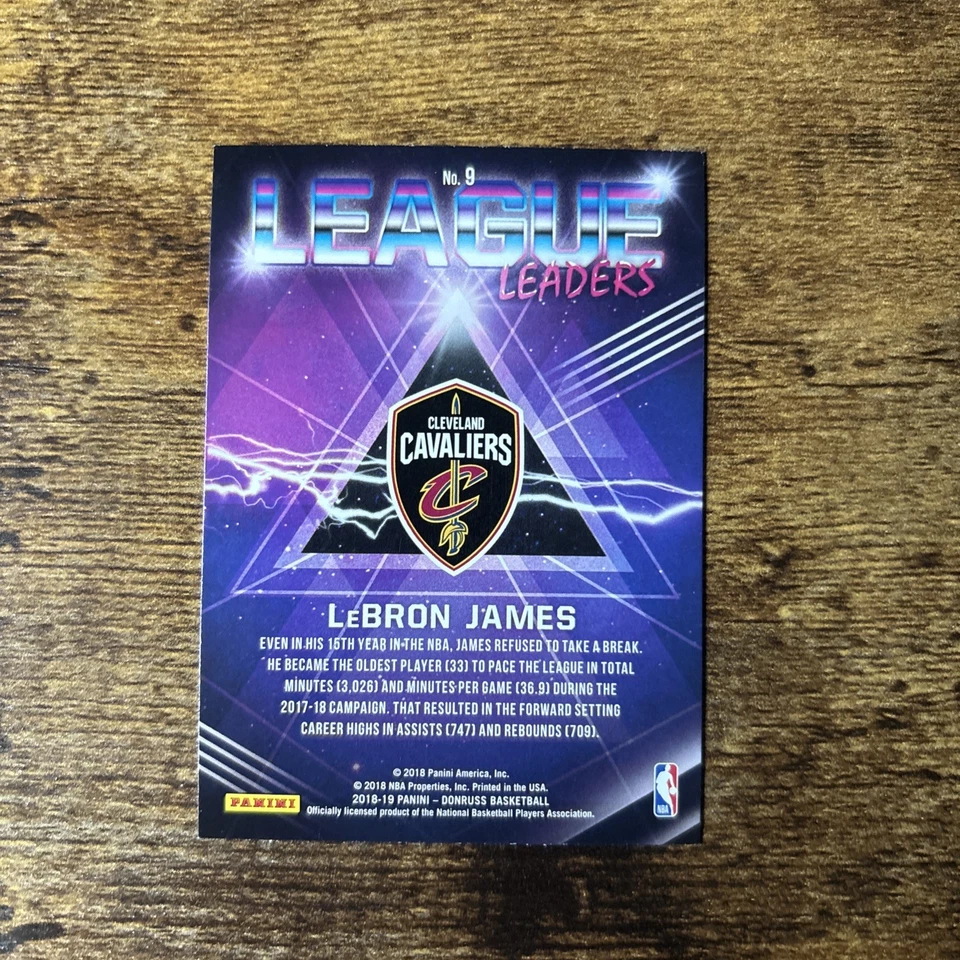 No. 9
LEAGUE
LEADERS
CLEVELAND
CAVALIERS
C
LeBRON JAMES
EVEN IN HIS 15TH YEAR IN THE NBA, JAMES REFUSED TO TAKE A BREAK.
HE BECAME THE OLDEST PLAYER (33) TO PACE THE LEAGUE IN TOTAL
MINUTES (3,026) AND MINUTES PER GAME (36.9) DURING THE
2017-18 CAMPAIGN. THAT RESULTED IN THE FORWARD SETTING
CAREER HIGHS IN ASSISTS (747) AND REBOUNDS (709).
© 2018 Panini America, Inc.
© 2018 NBA Properties, Inc. Printed in the USA.
2018-19 PANINI – DONRUSS BASKETBALL
Officially licensed product of the National Basketball Players Association.
PANINI
NBA